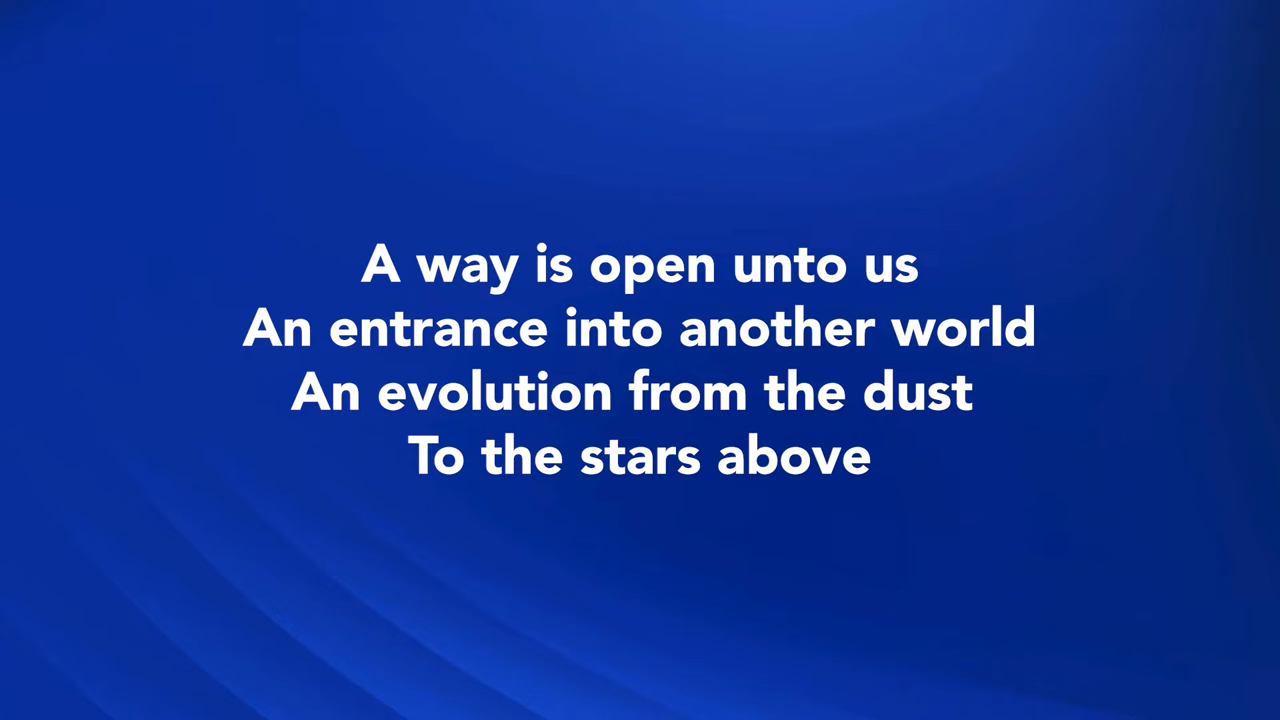 A way is open unto us
An entrance into another world
An evolution from the dust
To the stars above